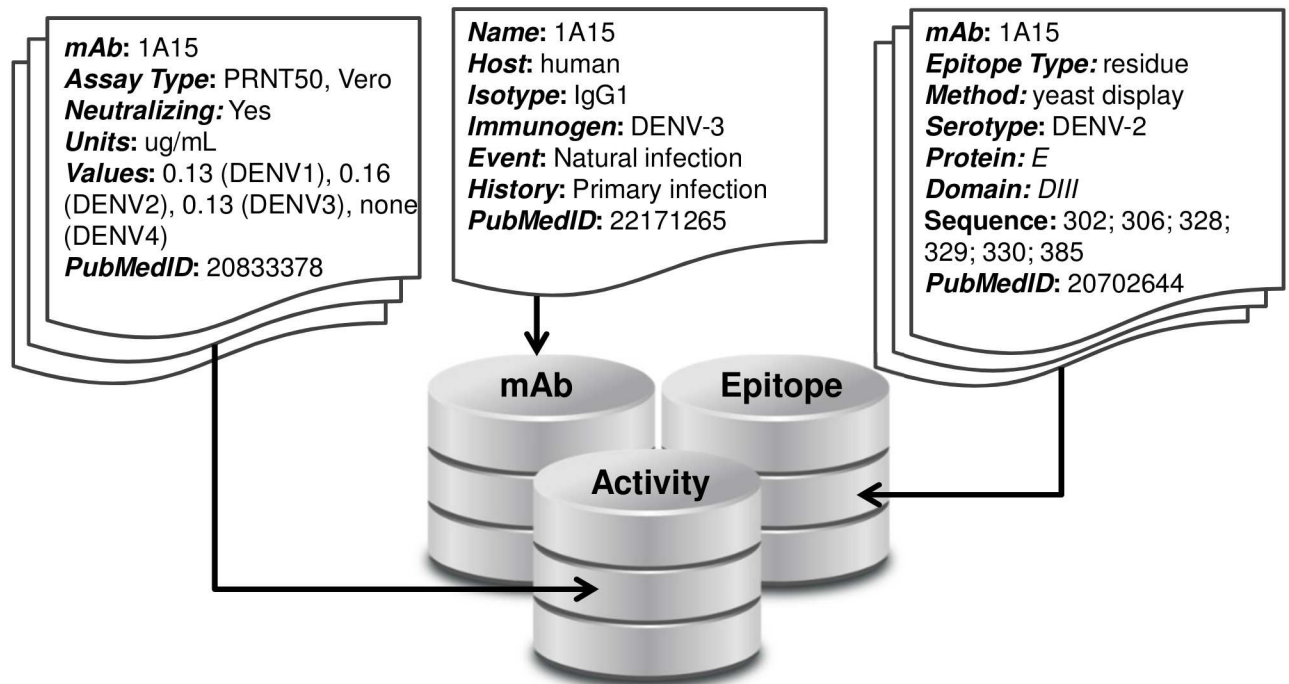 mAb: 1A15
Assay Type: PRNT50, Vero
Neutralizing: Yes
Units: ug/mL
Values: 0.13 (DENV1), 0.16
(DENV2), 0.13 (DENV3), none
(DENV4)
PubMedID: 20833378
Name: 1A15
Host: human
Isotype: IgG1
Immunogen: DENV-3
Event: Natural infection
History: Primary infection
PubMedID: 22171265
mAb: 1A15
Epitope Type: residue
Method: yeast display
Serotype: DENV-2
Protein: E
Domain: DIII
Sequence: 302; 306; 328;
329; 330; 385
PubMedID: 20702644
mAb
Epitope
Activity